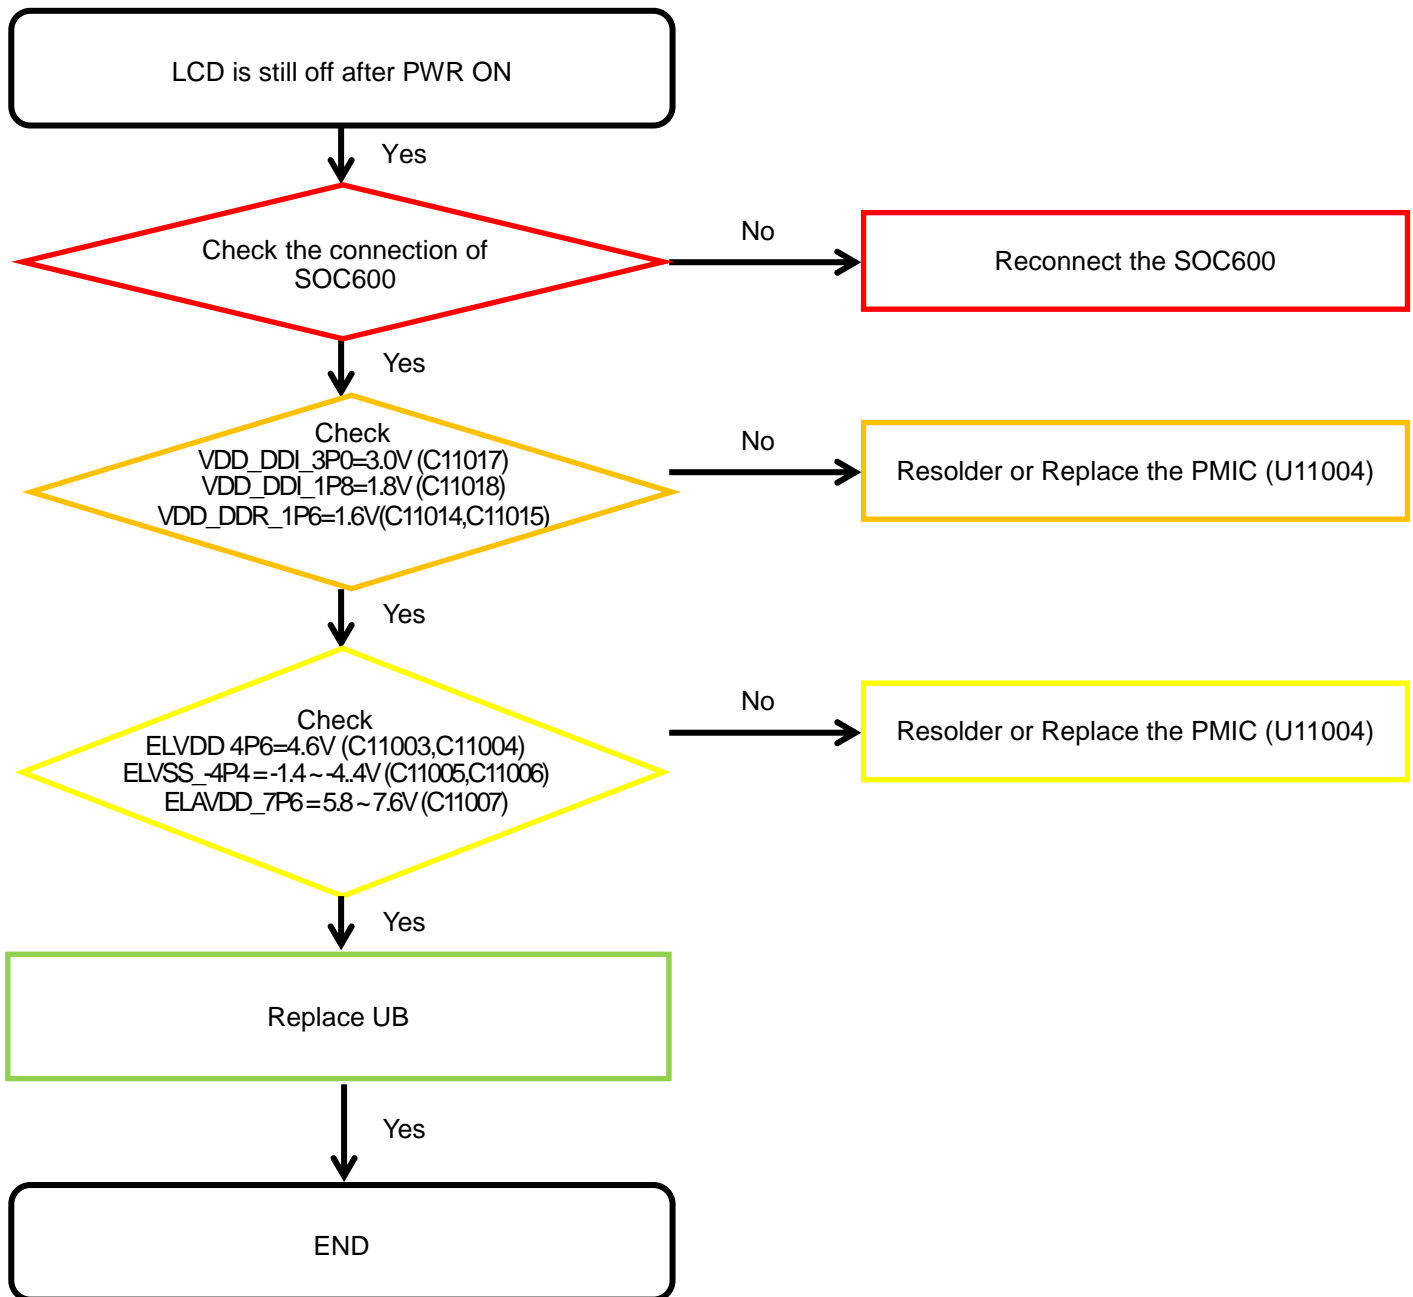 LCD is still off after PWR ON
Yes
Check the connection of
SOC600
No
Reconnect the SOC600
Yes
Check
VDD_DDI_3P0=3.0V (C11017)
VDD_DDI_1P8=1.8V (C11018)
VDD_DDR_1P6=1.6V(C11014,C11015)
No
Resolder or Replace the PMIC (U11004)
Yes
Check
ELVDD 4P6=4.6V (C11003,C11004)
ELVSS_-4P4 = -1.4 ~ -4..4V (C11005,C11006)
ELAVDD_7P6 = 5.8 ~ 7.6V (C11007)
No
Resolder or Replace the PMIC (U11004)
Yes
Replace UB
Yes
END